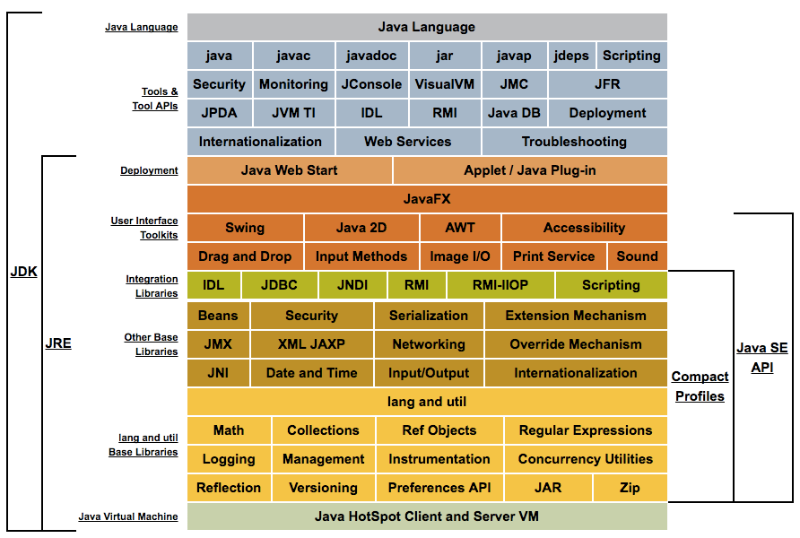 Java Language Java Language
java javac javadoc jar javap jdeps Scripting
Security Monitoring JConsole VisualVM JMC JFR
Tools &
Tool APIs
JPDA JVM TI IDL RMI Java DB Deployment
Internationalization Web Services Troubleshooting
Deployment Java Web Start Applet / Java Plug-in
JavaFX
User Interface
Toolkits
Swing Java 2D AWT Accessibility
Drag and Drop Input Methods Image I/O Print Service Sound
Integration
Libraries
IDL JDBC JNDI RMI RMI-IIOP Scripting
Beans Security Serialization Extension Mechanism
Other Base
Libraries
JMX XML JAXP Networking Override Mechanism
JNI Date and Time Input/Output Internationalization
lang and util
lang and util
Base Libraries
Math Collections Ref Objects Regular Expressions
Logging Management Instrumentation Concurrency Utilities
Reflection Versioning Preferences API JAR Zip
Java Virtual Machine Java HotSpot Client and Server VM
JDK
JRE
Compact
Profiles
Java SE
API